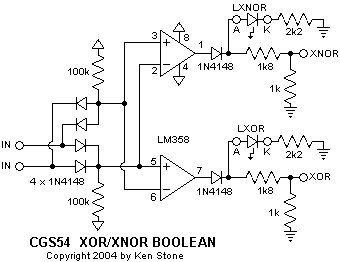 LXNOR
A K 2k2
3 8 1 XNOR
100k 2 4 1N4148 1k8
1k
LM358 LXOR
IN A K 2k2
IN 5 7 XOR
4 x 1N4148 6 1N4148 1k8
100k 1k
CGS54 XOR/XNOR BOOLEAN
Copyright 2004 by Ken Stone